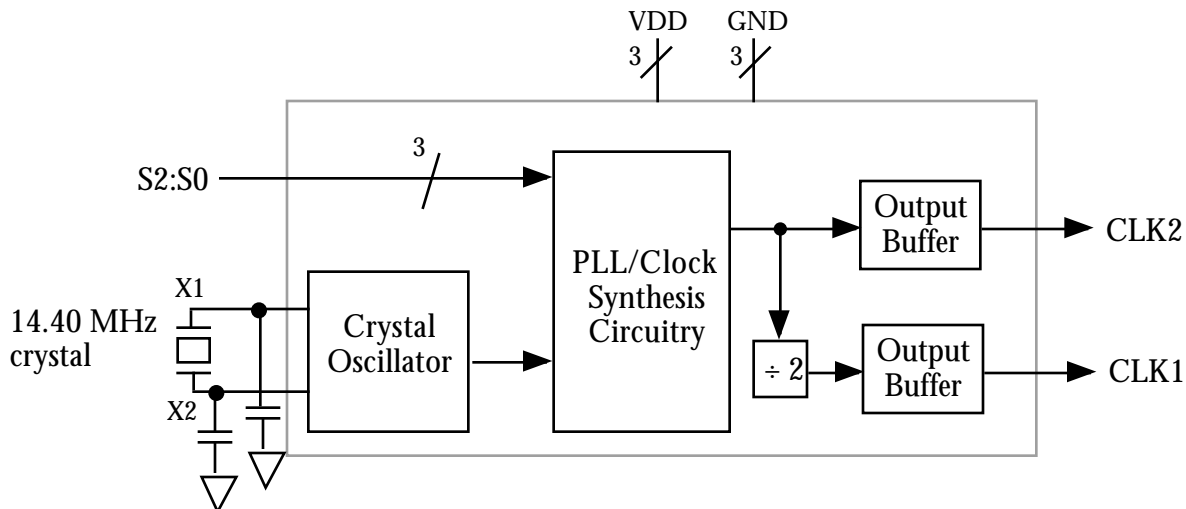 VDD GND
3 3
3
S2:S0
Output
Buffer
CLK2
PLL/Clock
Synthesis
Circuitry
X1
14.40 MHz
crystal
Crystal
Oscillator
X2
÷ 2
Output
Buffer
CLK1